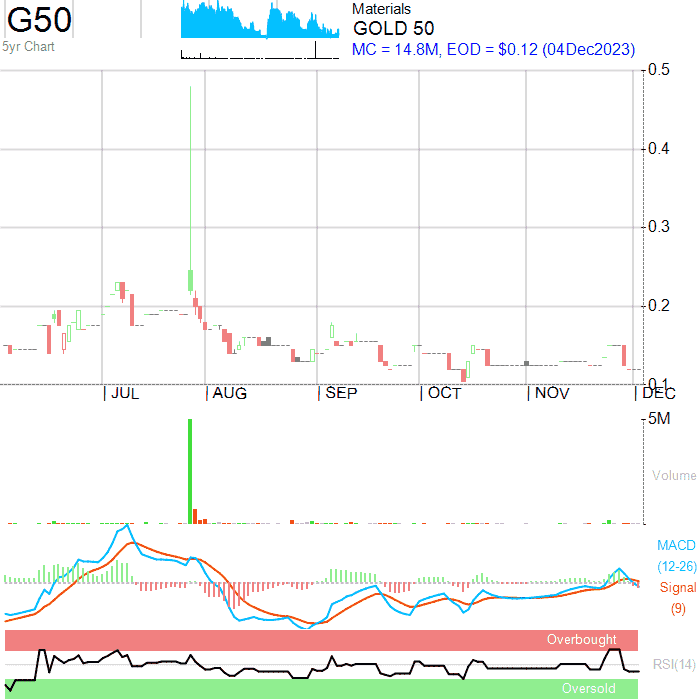 G50
5yr Chart
Materials
GOLD 50
MC = 14.8M, EOD = $0.12 (04Dec2023)
0.5
0.4
0.3
0.2
0.1
JUL AUG SEP OCT NOV DEC
5M
Volume
MACD
(12-26)
Signal
(9)
Overbought
RSI(14)
Oversold